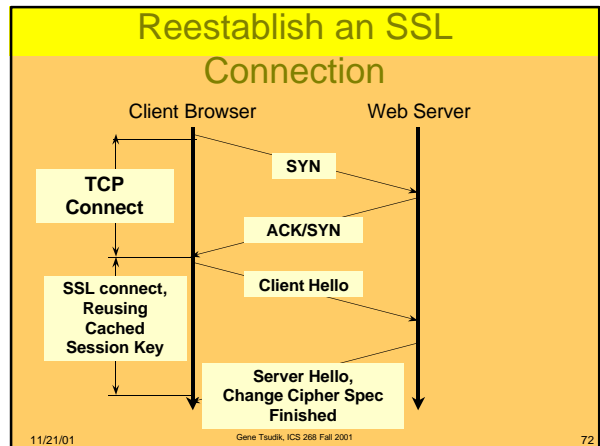 Reestablish an SSL
Connection
Client Browser
Web Server
SYN
TCP
Connect
ACK/SYN
Client Hello
SSL connect,
Reusing
Cached
Session Key
Server Hello,
Change Cipher Spec
Finished
11/21/01
Gene Tsudik, ICS 268 Fall 2001
72